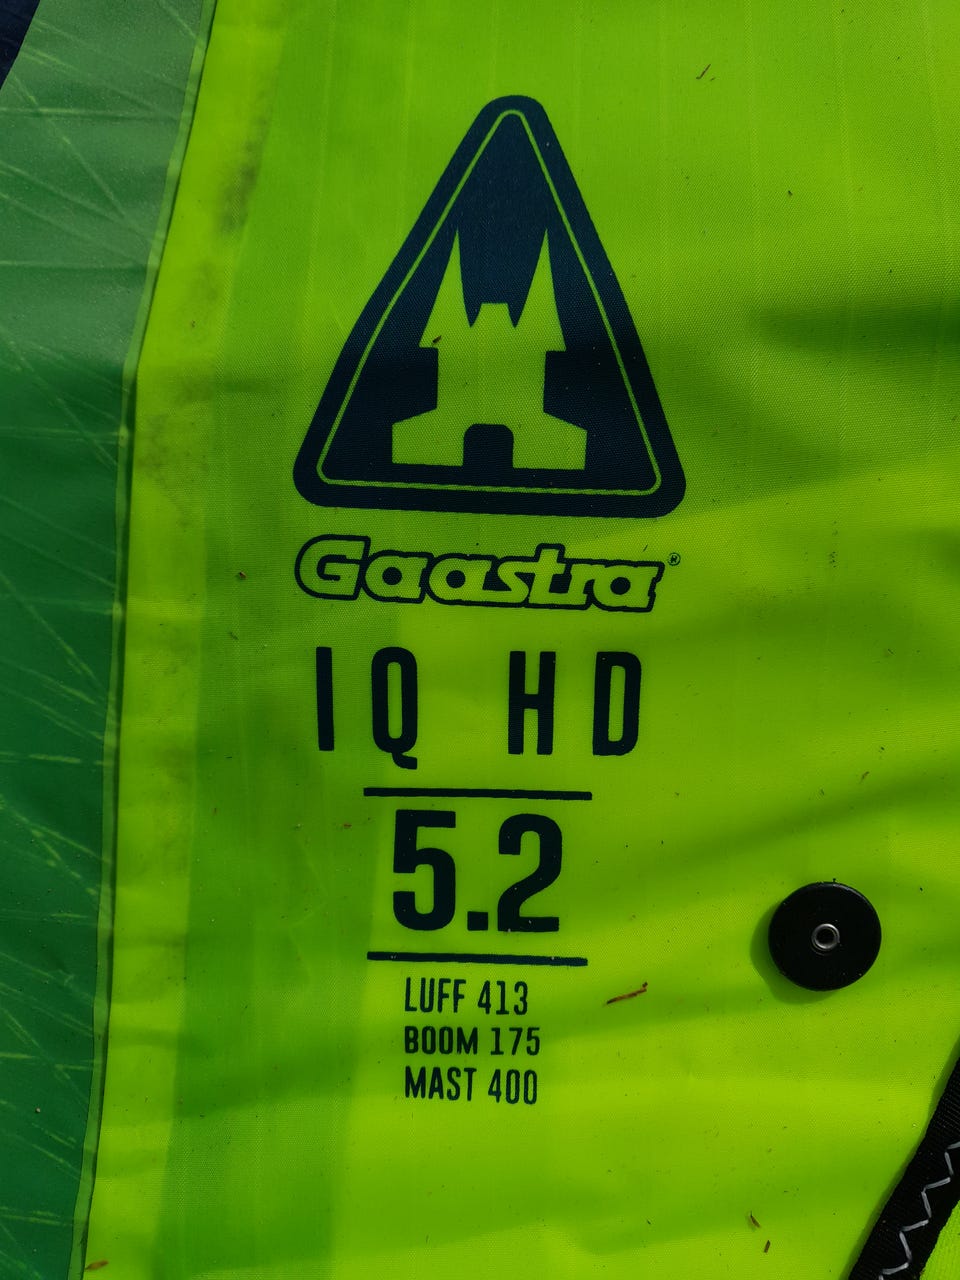 Gaastra®
IQ HD
5.2
LUFF 413
BOOM 175
MAST 400